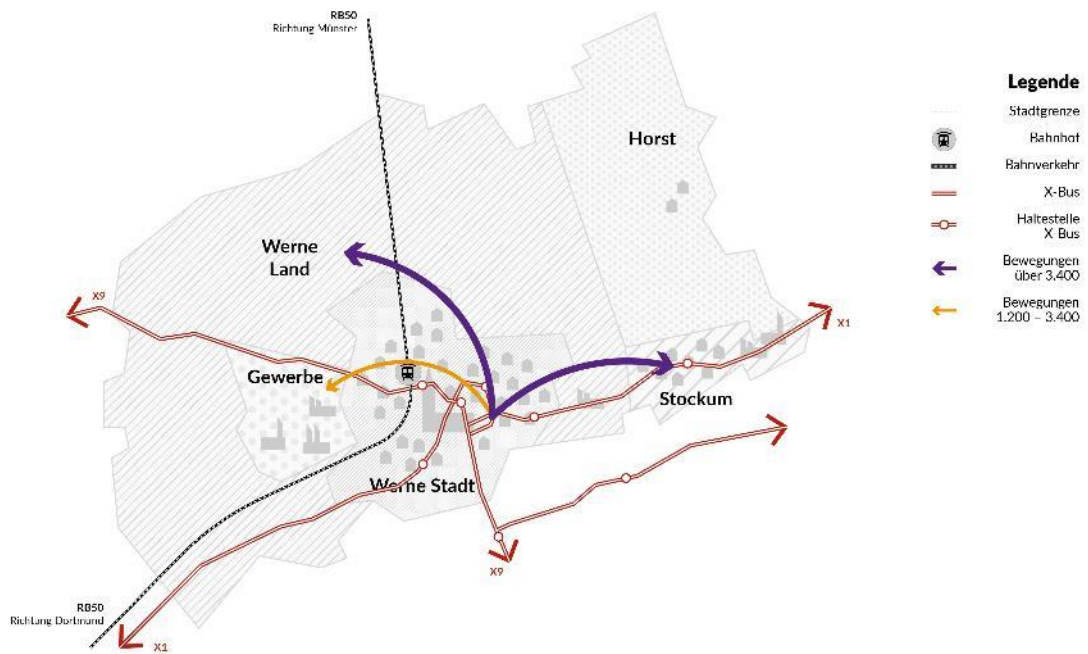 RB50
Richtung Münster
Horst
Werne
Land
X9
X1
Gewerbe
Stockum
Werne Stadt
X9
RB50
Richtung Dortmund
X1
Legende
Stadtgrenze
Bahnhof
Bahnverkehr
X-Bus
Haltestelle
X-Bus
Bewegungen
über 3.400
Bewegungen
1.200 – 3.400